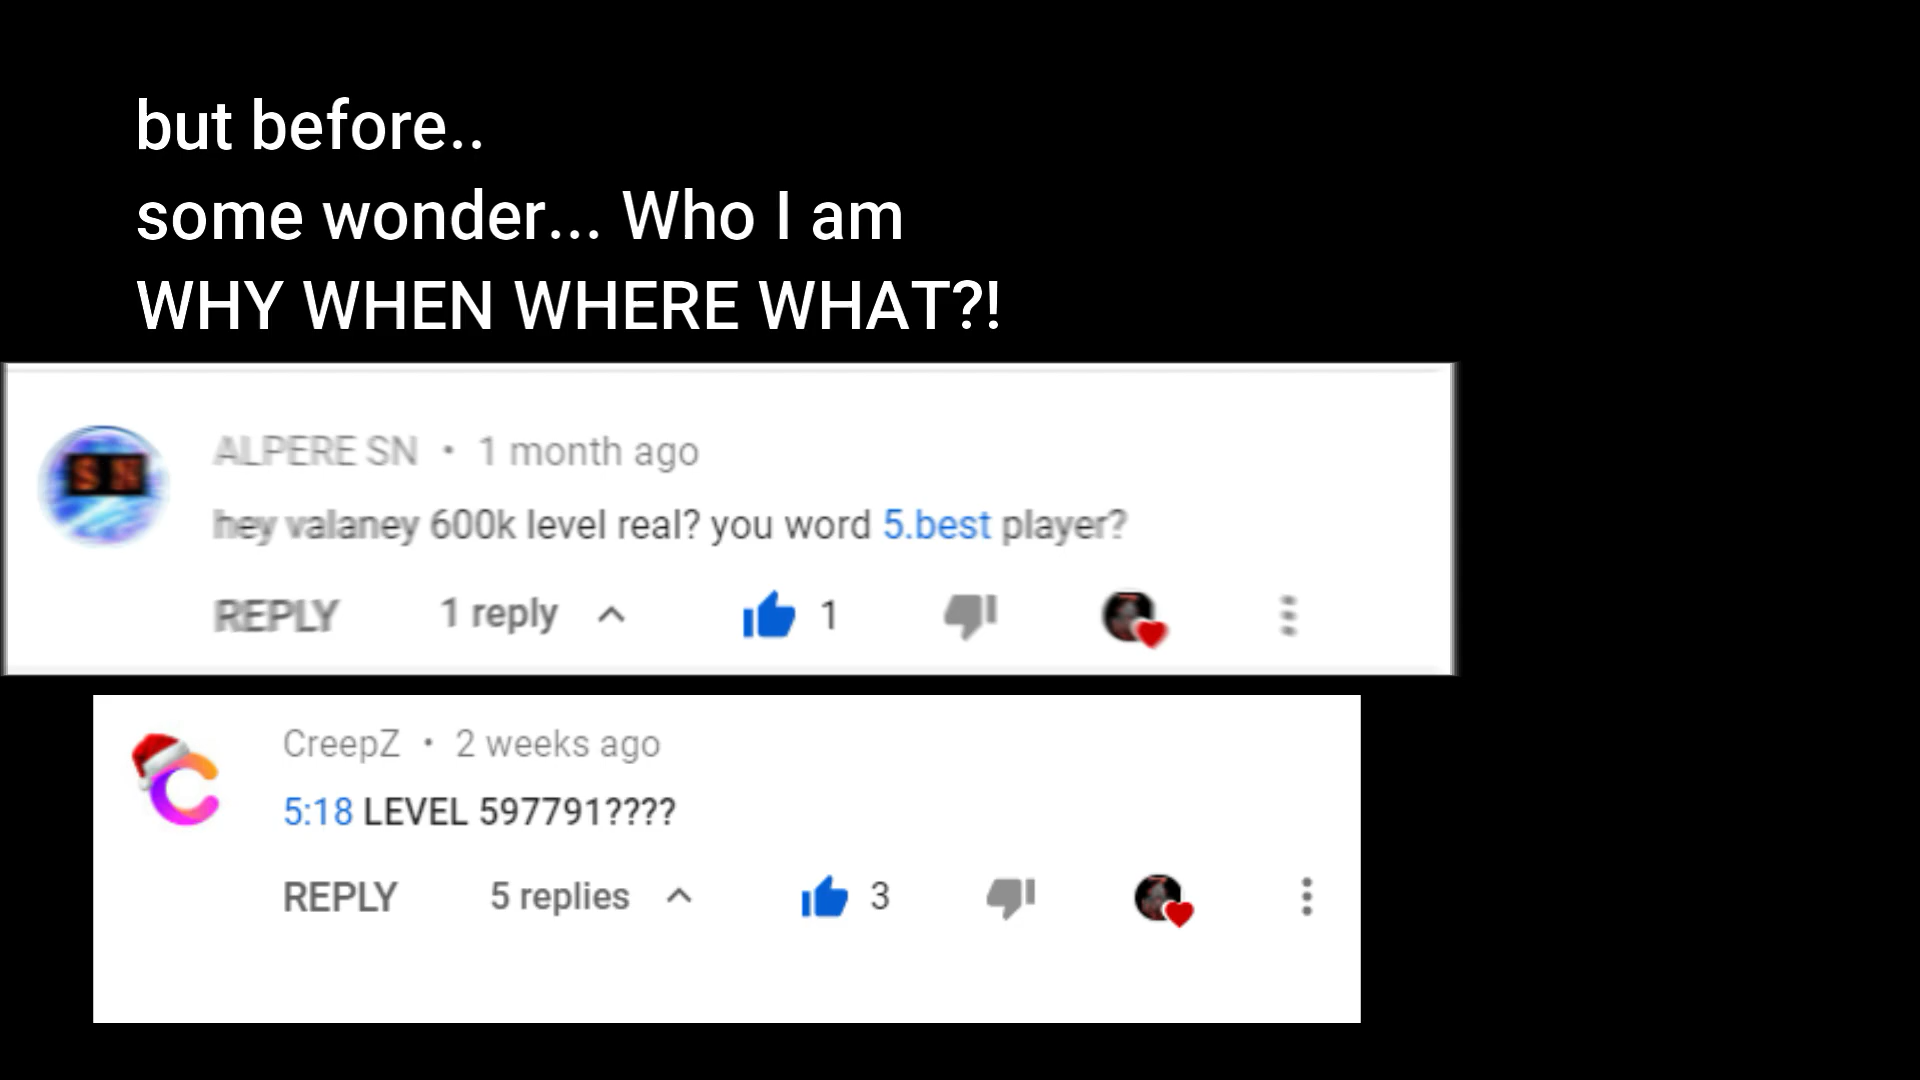 but before..
some wonder... Who I am
WHY WHEN WHERE WHAT?!
S N
ALPERE SN • 1 month ago
hey valaney 600k level real? you word 5.best player?
REPLY 1 reply 1
CreepZ • 2 weeks ago
5:18 LEVEL 597791????
REPLY 5 replies 3